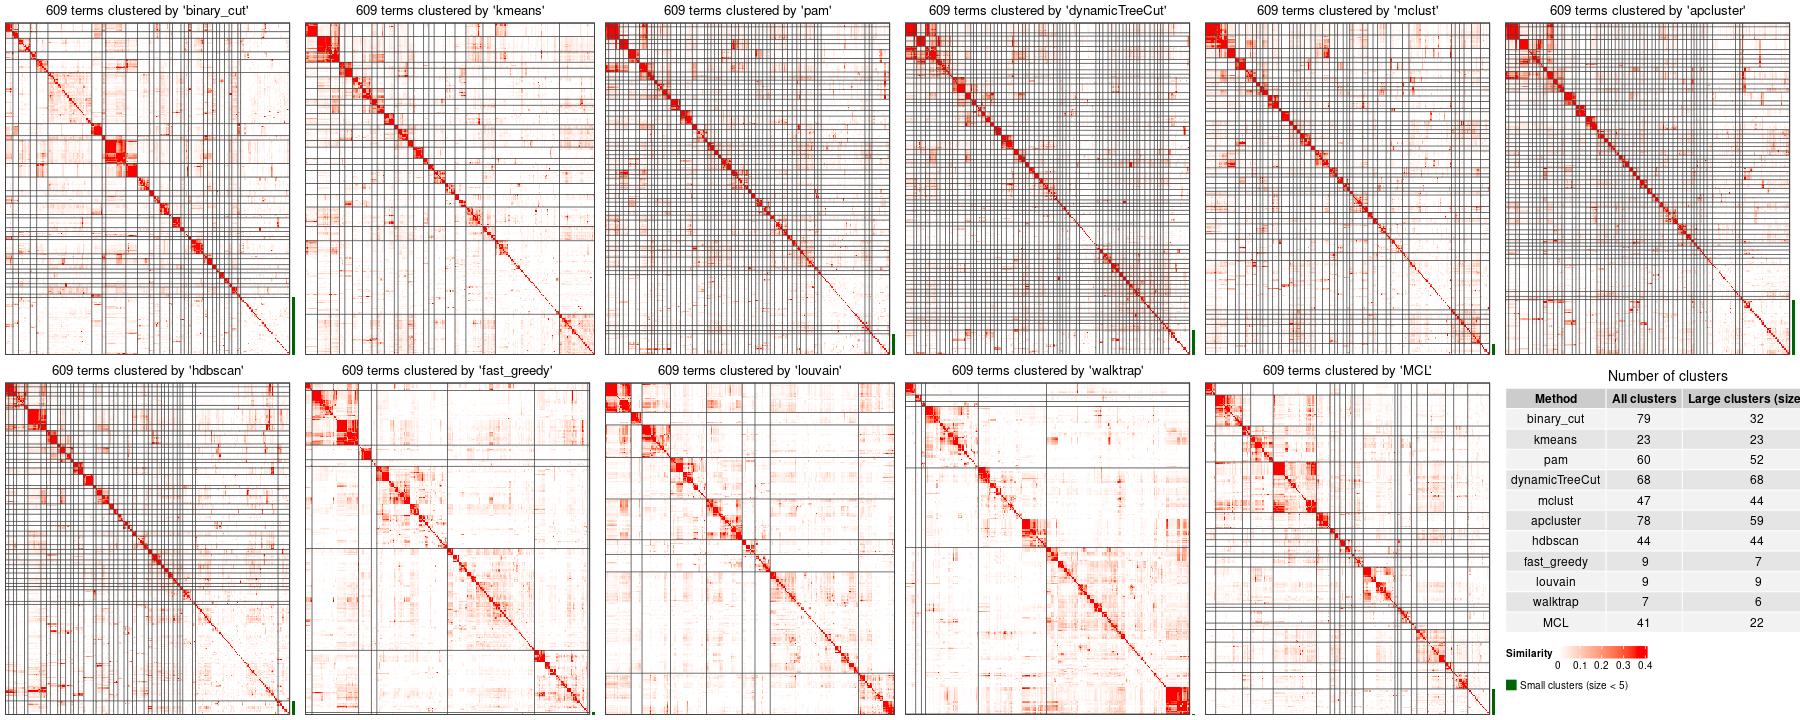 609 terms clustered by 'binary_cut'
609 terms clustered by 'kmeans'
609 terms clustered by 'pam'
609 terms clustered by 'dynamicTreeCut'
609 terms clustered by 'mclust'
609 terms clustered by 'apcluster'
609 terms clustered by 'hdbscan'
609 terms clustered by 'fast_greedy'
609 terms clustered by 'louvain'
609 terms clustered by 'walktrap'
609 terms clustered by 'MCL'
Number of clusters
Method All clusters Large clusters (size
binary_cut 79 32
kmeans 23 23
pam 60 52
dynamicTreeCut 68 68
mclust 47 44
apcluster 78 59
hdbscan 44 44
fast_greedy 9 7
louvain 9 9
walktrap 7 6
MCL 41 22
Similarity
0 0.1 0.2 0.3 0.4
Small clusters (size < 5)